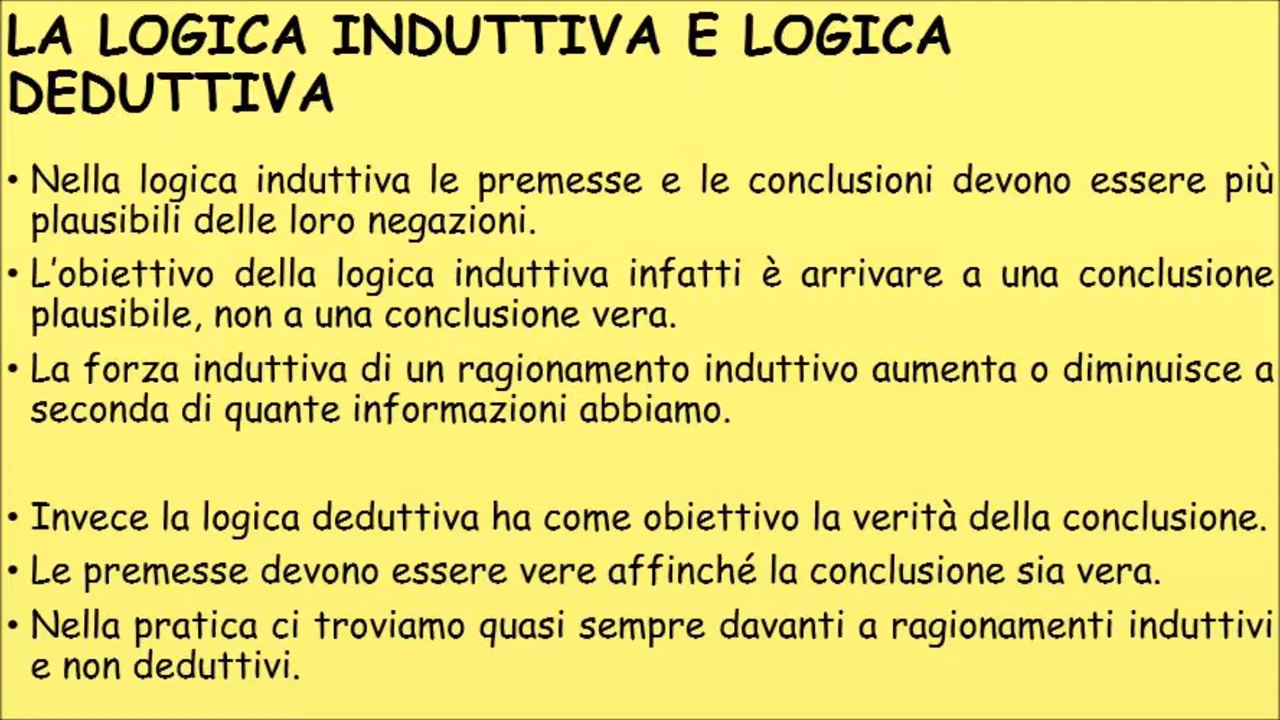 LA LOGICA INDUTTIVA E LOGICA
DEDUTTIVA
• Nella logica induttiva le premesse e le conclusioni devono essere più
plausibili delle loro negazioni.
• L'obiettivo della logica induttiva infatti è arrivare a una conclusione
plausibile, non a una conclusione vera.
• La forza induttiva di un ragionamento induttivo aumenta o diminuisce a
seconda di quante informazioni abbiamo.
• Invece la logica deduttiva ha come obiettivo la verità della conclusione.
• Le premesse devono essere vere affinché la conclusione sia vera.
• Nella pratica ci troviamo quasi sempre davanti a ragionamenti induttivi
e non deduttivi.